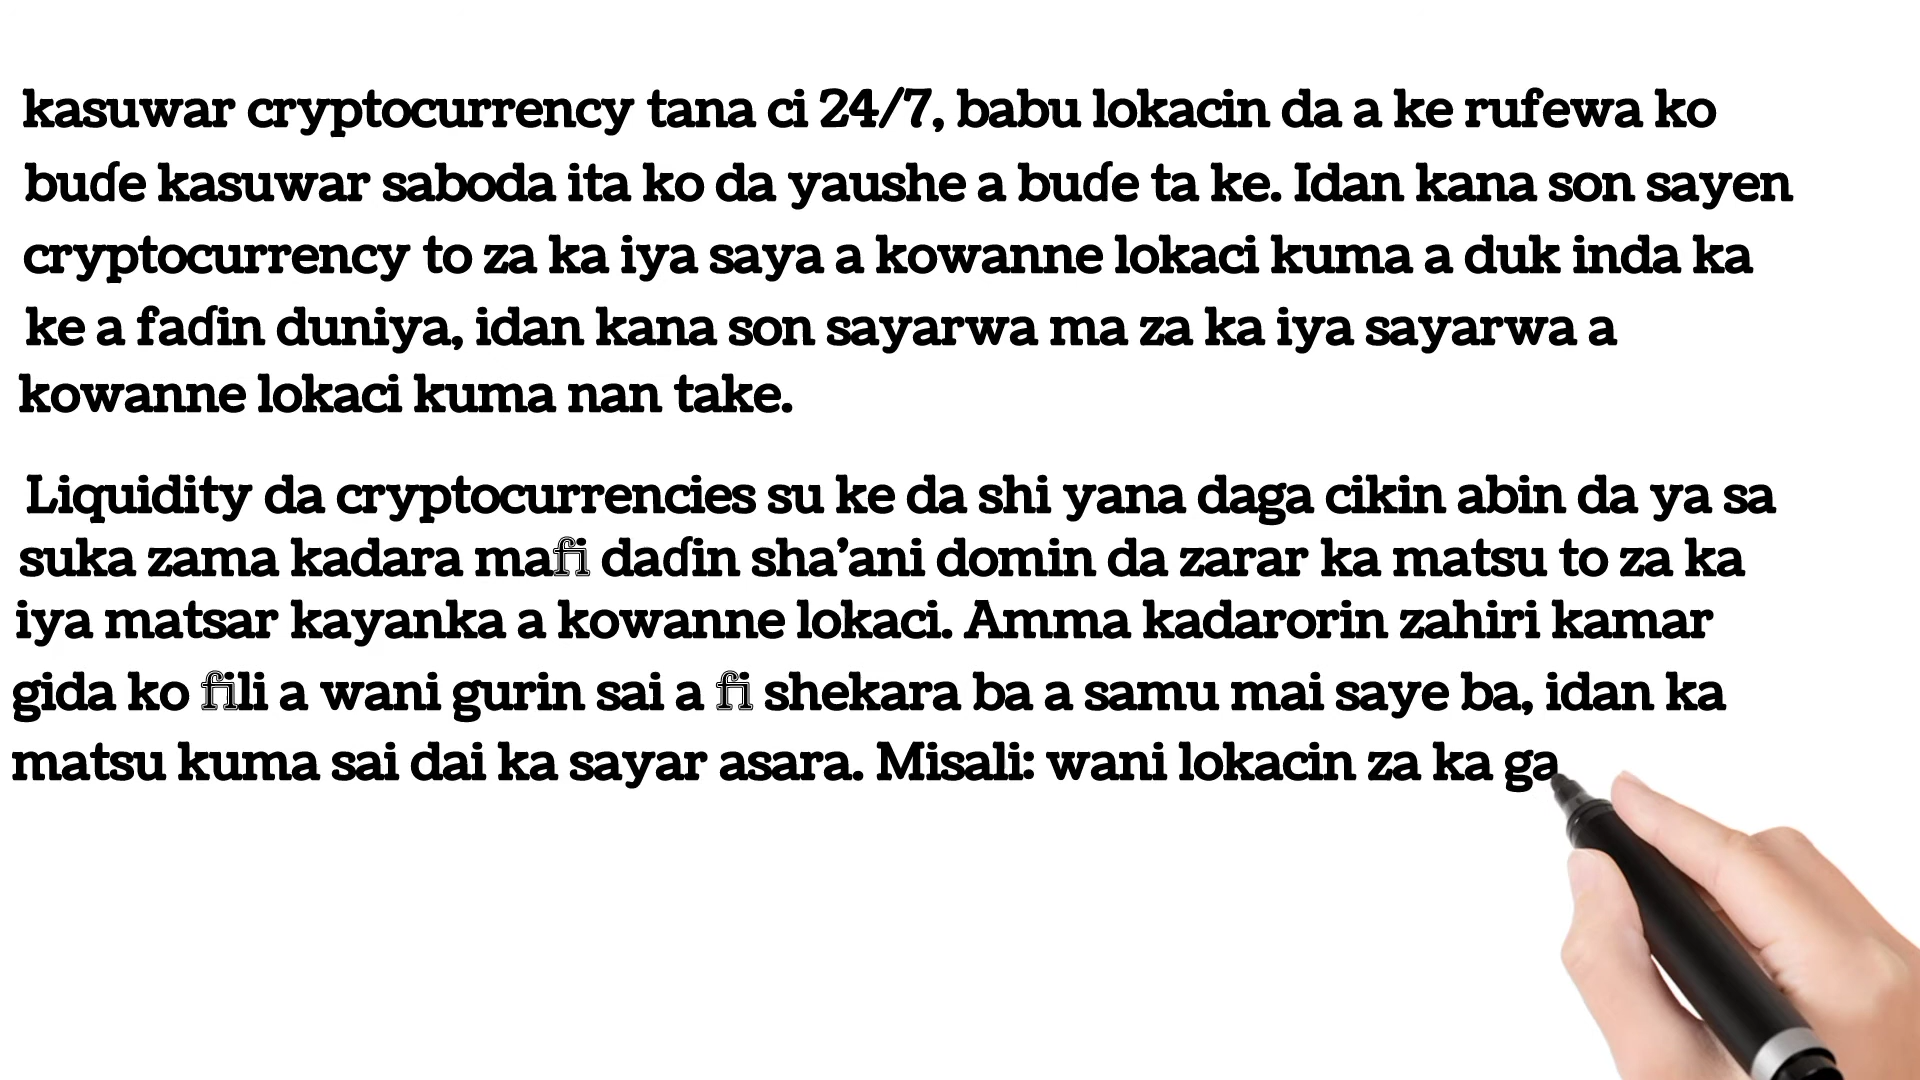 kasuwar cryptocurrency tana ci 24/7, babu lokacin da a ke rufewa ko
buɗe kasuwar saboda ita ko da yaushe a buɗe ta ke. Idan kana son sayen
cryptocurrency to za ka iya saya a kowanne lokaci kuma a duk inda ka
ke a faɗin duniya, idan kana son sayarwa ma za ka iya sayarwa a
kowanne lokaci kuma nan take.
Liquidity da cryptocurrencies su ke da shi yana daga cikin abin da ya sa
suka zama kadara mafi daɗin sha’ani domin da zarar ka matsu to za ka
iya matsar kayanka a kowanne lokaci. Amma kadarorin zahiri kamar
gida ko fili a wani gurin sai a fi shekara ba a samu mai saye ba, idan ka
matsu kuma sai dai ka sayar asara. Misali: wani lokacin za ka ga